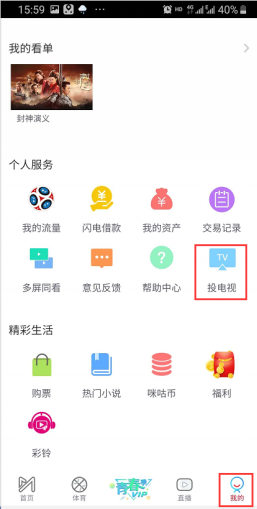 15:59 HD 4G 40%
我的看单
封神演义
个人服务
我的流量 闪电借款 我的资产 交易记录
TV
多屏同看 意见反馈 帮助中心 投电视
精彩生活
购票 热门小说 咪咕币 福利
彩铃
青春 VIP
首页 体育 直播 我的